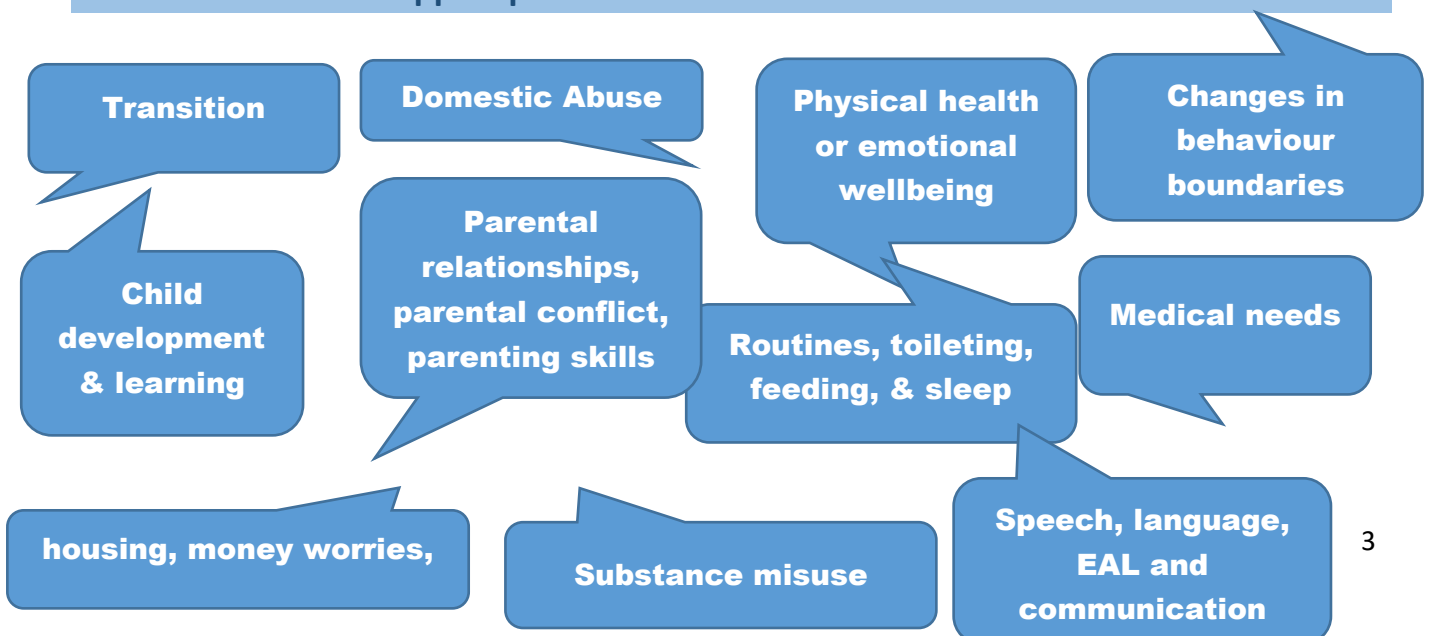 Transition
Domestic Abuse
Physical health
or emotional
wellbeing
Changes in
behaviour
boundaries
Child
development
& learning
Parental
relationships,
parental conflict,
parenting skills
Routines, toileting,
feeding, & sleep
Medical needs
housing, money worries,
Substance misuse
Speech, language,
EAL and
communication
3